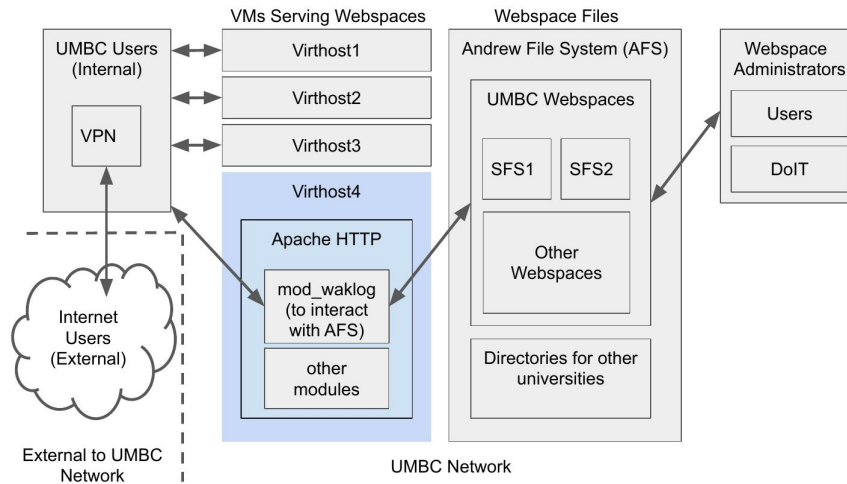 VMs Serving Webspaces
Webspace Files
UMBC Users
(Internal)
VPN
Virthost1
Virthost2
Virthost3
Virthost4
Apache HTTP
mod_waklog
(to interact
with AFS)
other
modules
Andrew File System (AFS)
UMBC Webspaces
SFS1
SFS2
Other
Webspaces
Directories for other
universities
Webspace
Administrators
Users
DoIT
Internet
Users
(External)
External to UMBC
Network
UMBC Network